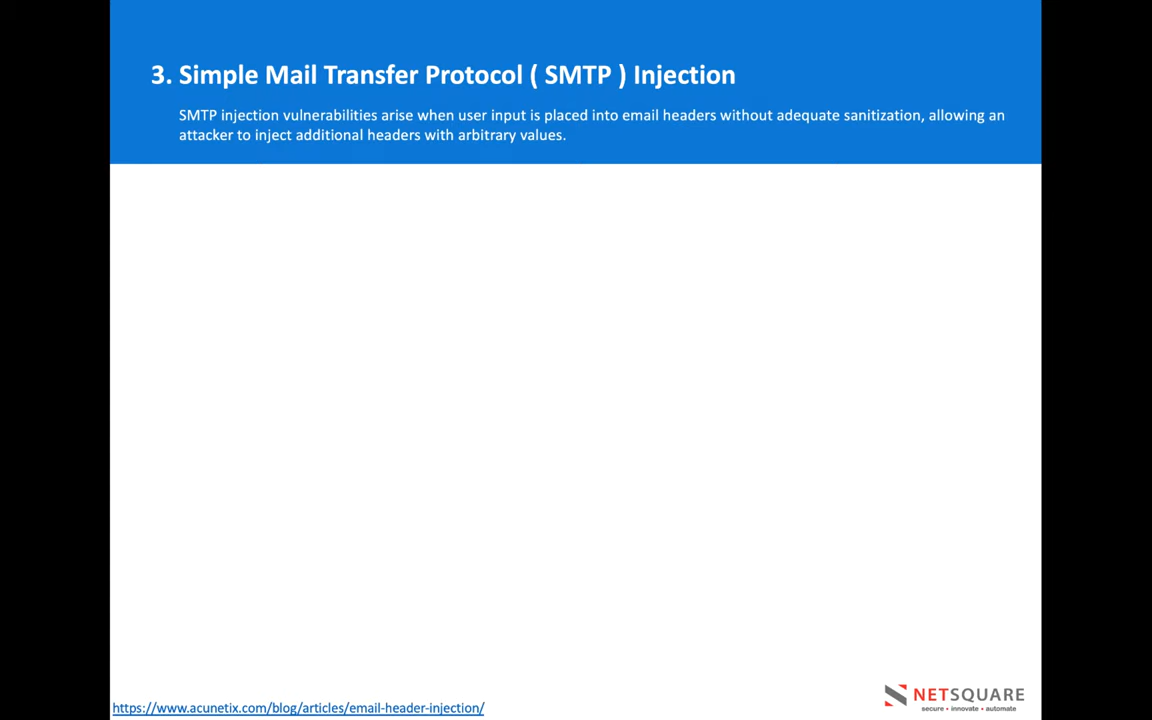 3. Simple Mail Transfer Protocol ( SMTP ) Injection
SMTP injection vulnerabilities arise when user input is placed into email headers without adequate sanitization, allowing an
attacker to inject additional headers with arbitrary values.
https://www.acunetix.com/blog/articles/email-header-injection/
NETSQUARE
secure • innovate • automate